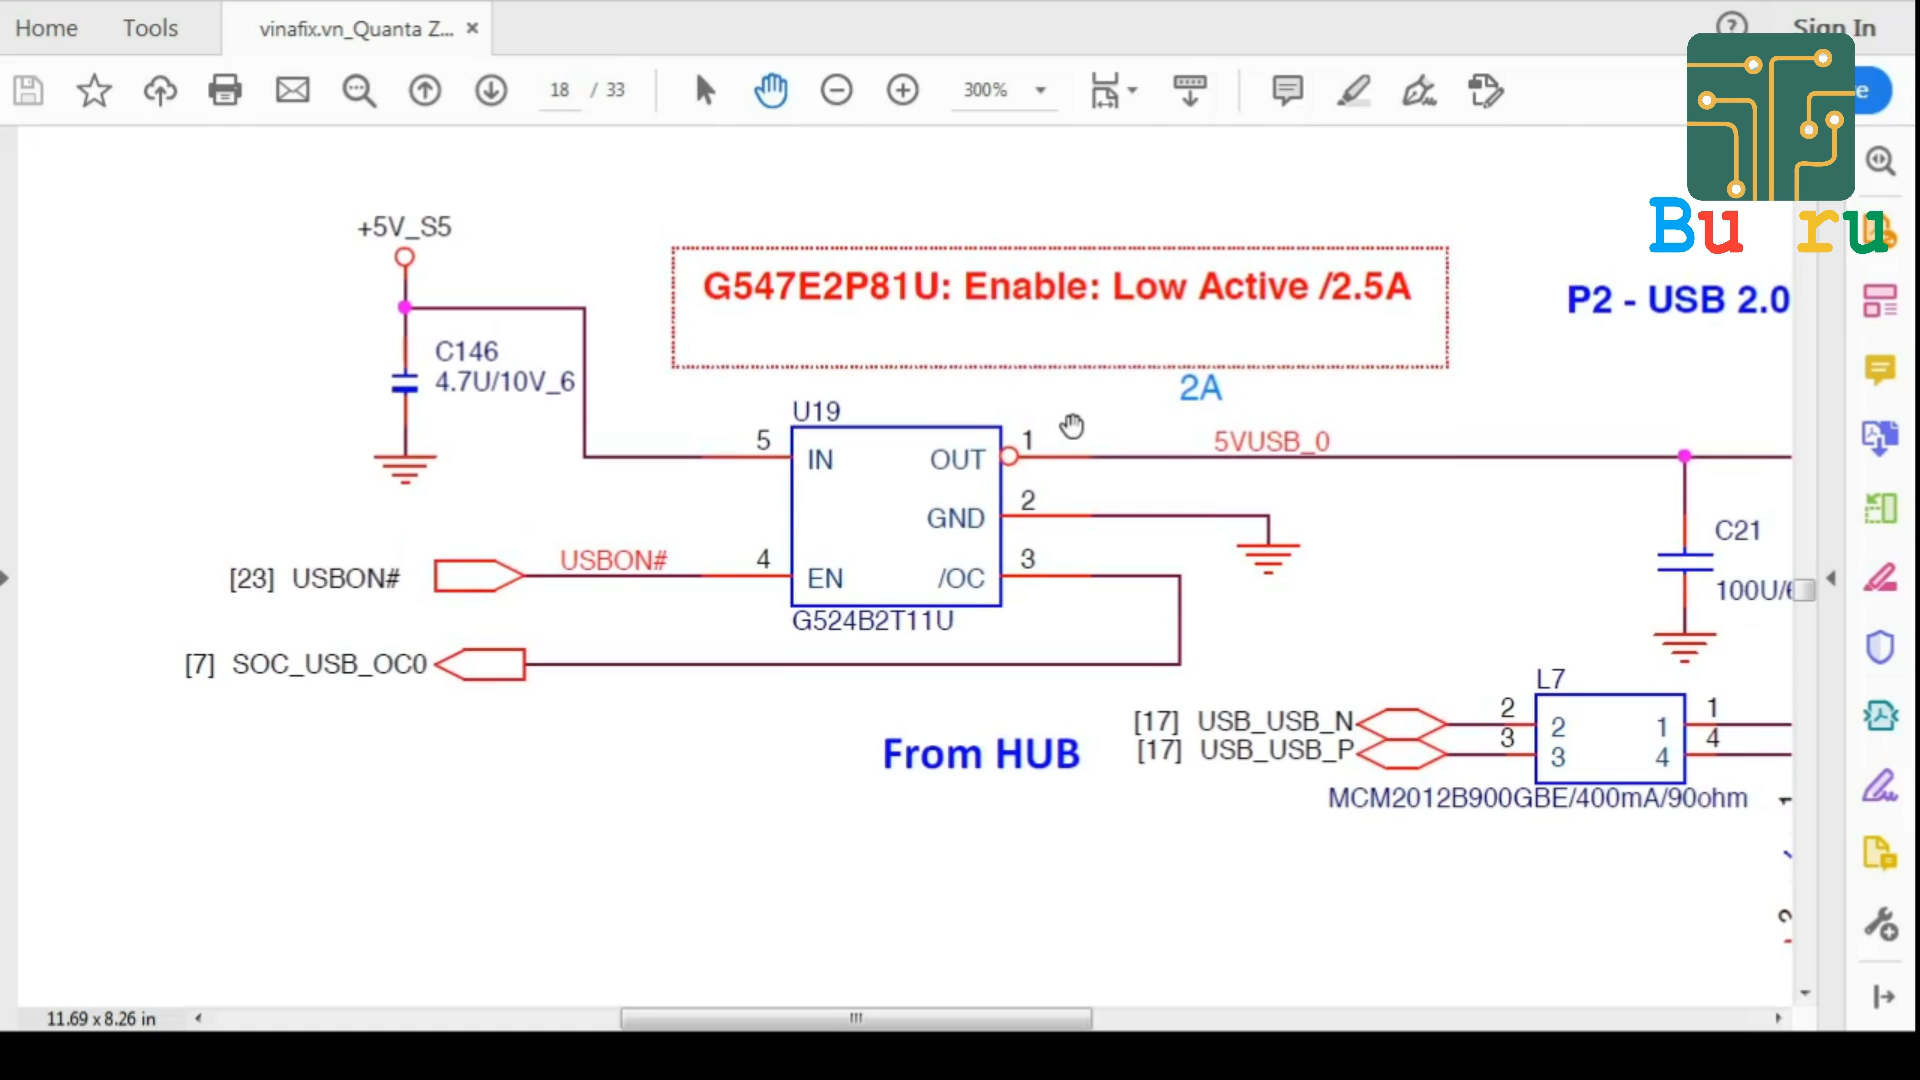 Home Tools vinafix.vn_Quanta Z... × ? Sign In
18 / 33 300% e
Bu ru
+5V_S5
G547E2P81U: Enable: Low Active /2.5A
P2 - USB 2.0
C146
4.7U/10V_6
2A
U19
5 IN OUT 1 5VUSB_0
GND 2
C21
100U/6
[23] USBON# USBON# 4 EN /OC 3
G524B2T11U
[7] SOC_USB_OC0
L7
[17] USB_USB_N 2 2 1 1
[17] USB_USB_P 3 3 4 4
From HUB
MCM2012B900GBE/400mA/90ohm
11.69 x 8.26 in